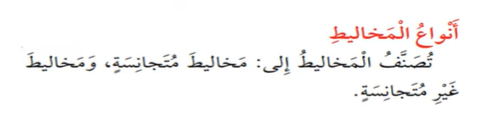 أَنْواعُ الْمَخاليطِ
تُصَنَّفُ الْمَخاليطُ إِلى: مَخاليطَ مُتَجانِسَةٍ، وَمَخاليطَ
غَيْرِ مُتَجانِسَةٍ.